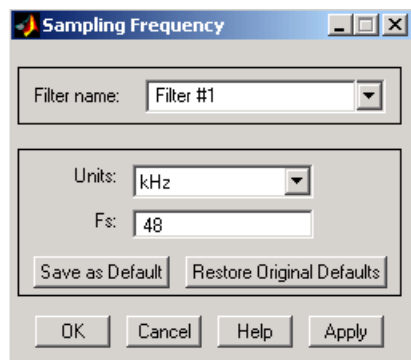 Sampling Frequency
Filter name: Filter #1
Units: kHz
Fs: 48
Save as Default Restore Original Defaults
OK Cancel Help Apply